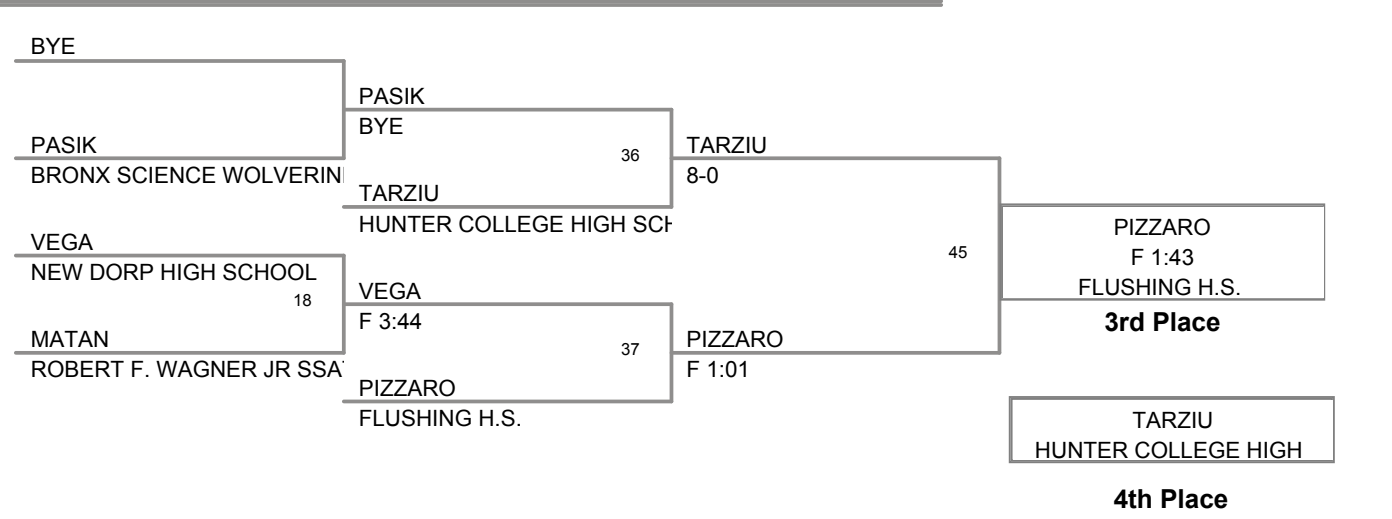 BYE
PASIK
BYE
PASIK
BRONX SCIENCE WOLVERIN
36
TARZIU
8-0
TARZIU
HUNTER COLLEGE HIGH SCH
VEGA
NEW DORP HIGH SCHOOL
18
VEGA
F 3:44
MATAN
ROBERT F. WAGNER JR SSA
37
PIZZARO
F 1:01
PIZZARO
FLUSHING H.S.
45
PIZZARO
F 1:43
FLUSHING H.S.
3rd Place
TARZIU
HUNTER COLLEGE HIGH
4th Place